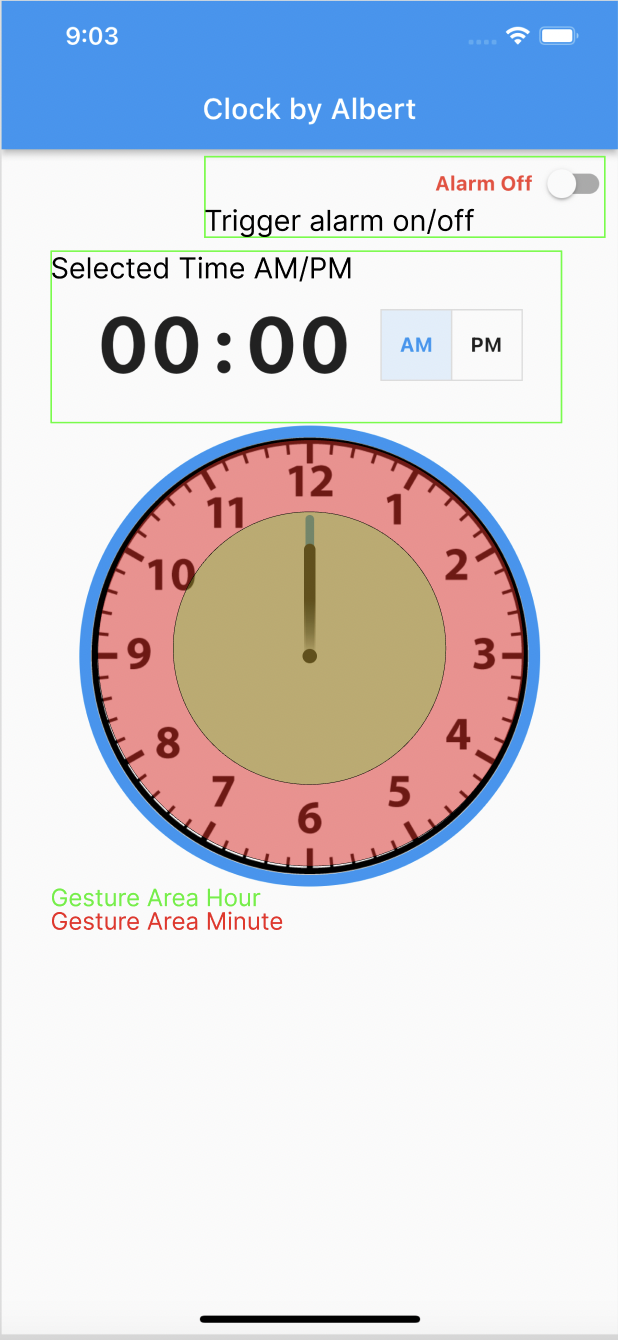 9:03
Clock by Albert
Alarm Off
Trigger alarm on/off
Selected Time AM/PM
00:00 AM PM
12
11 1
10 2
9 3
8 4
7 5
6
Gesture Area Hour
Gesture Area Minute